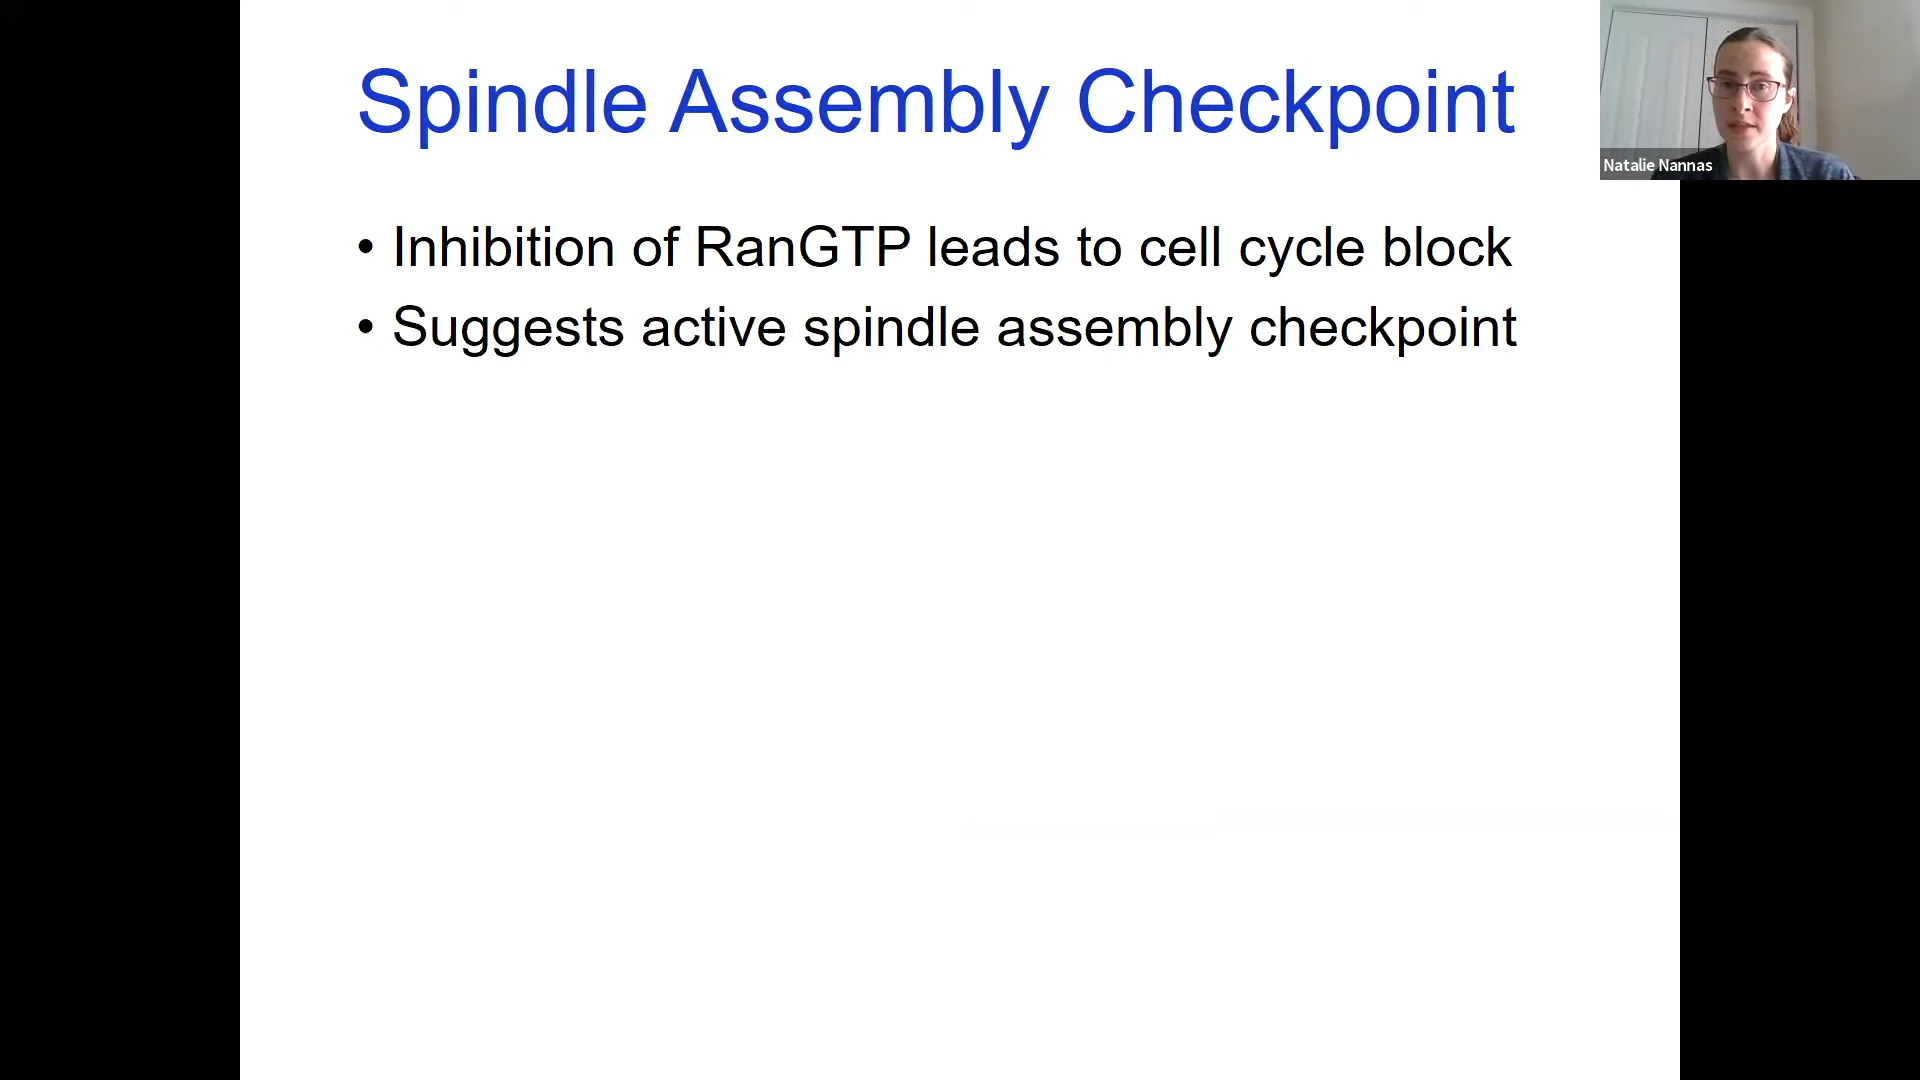 Spindle Assembly Checkpoint
Natalie Nannas
• Inhibition of RanGTP leads to cell cycle block
• Suggests active spindle assembly checkpoint